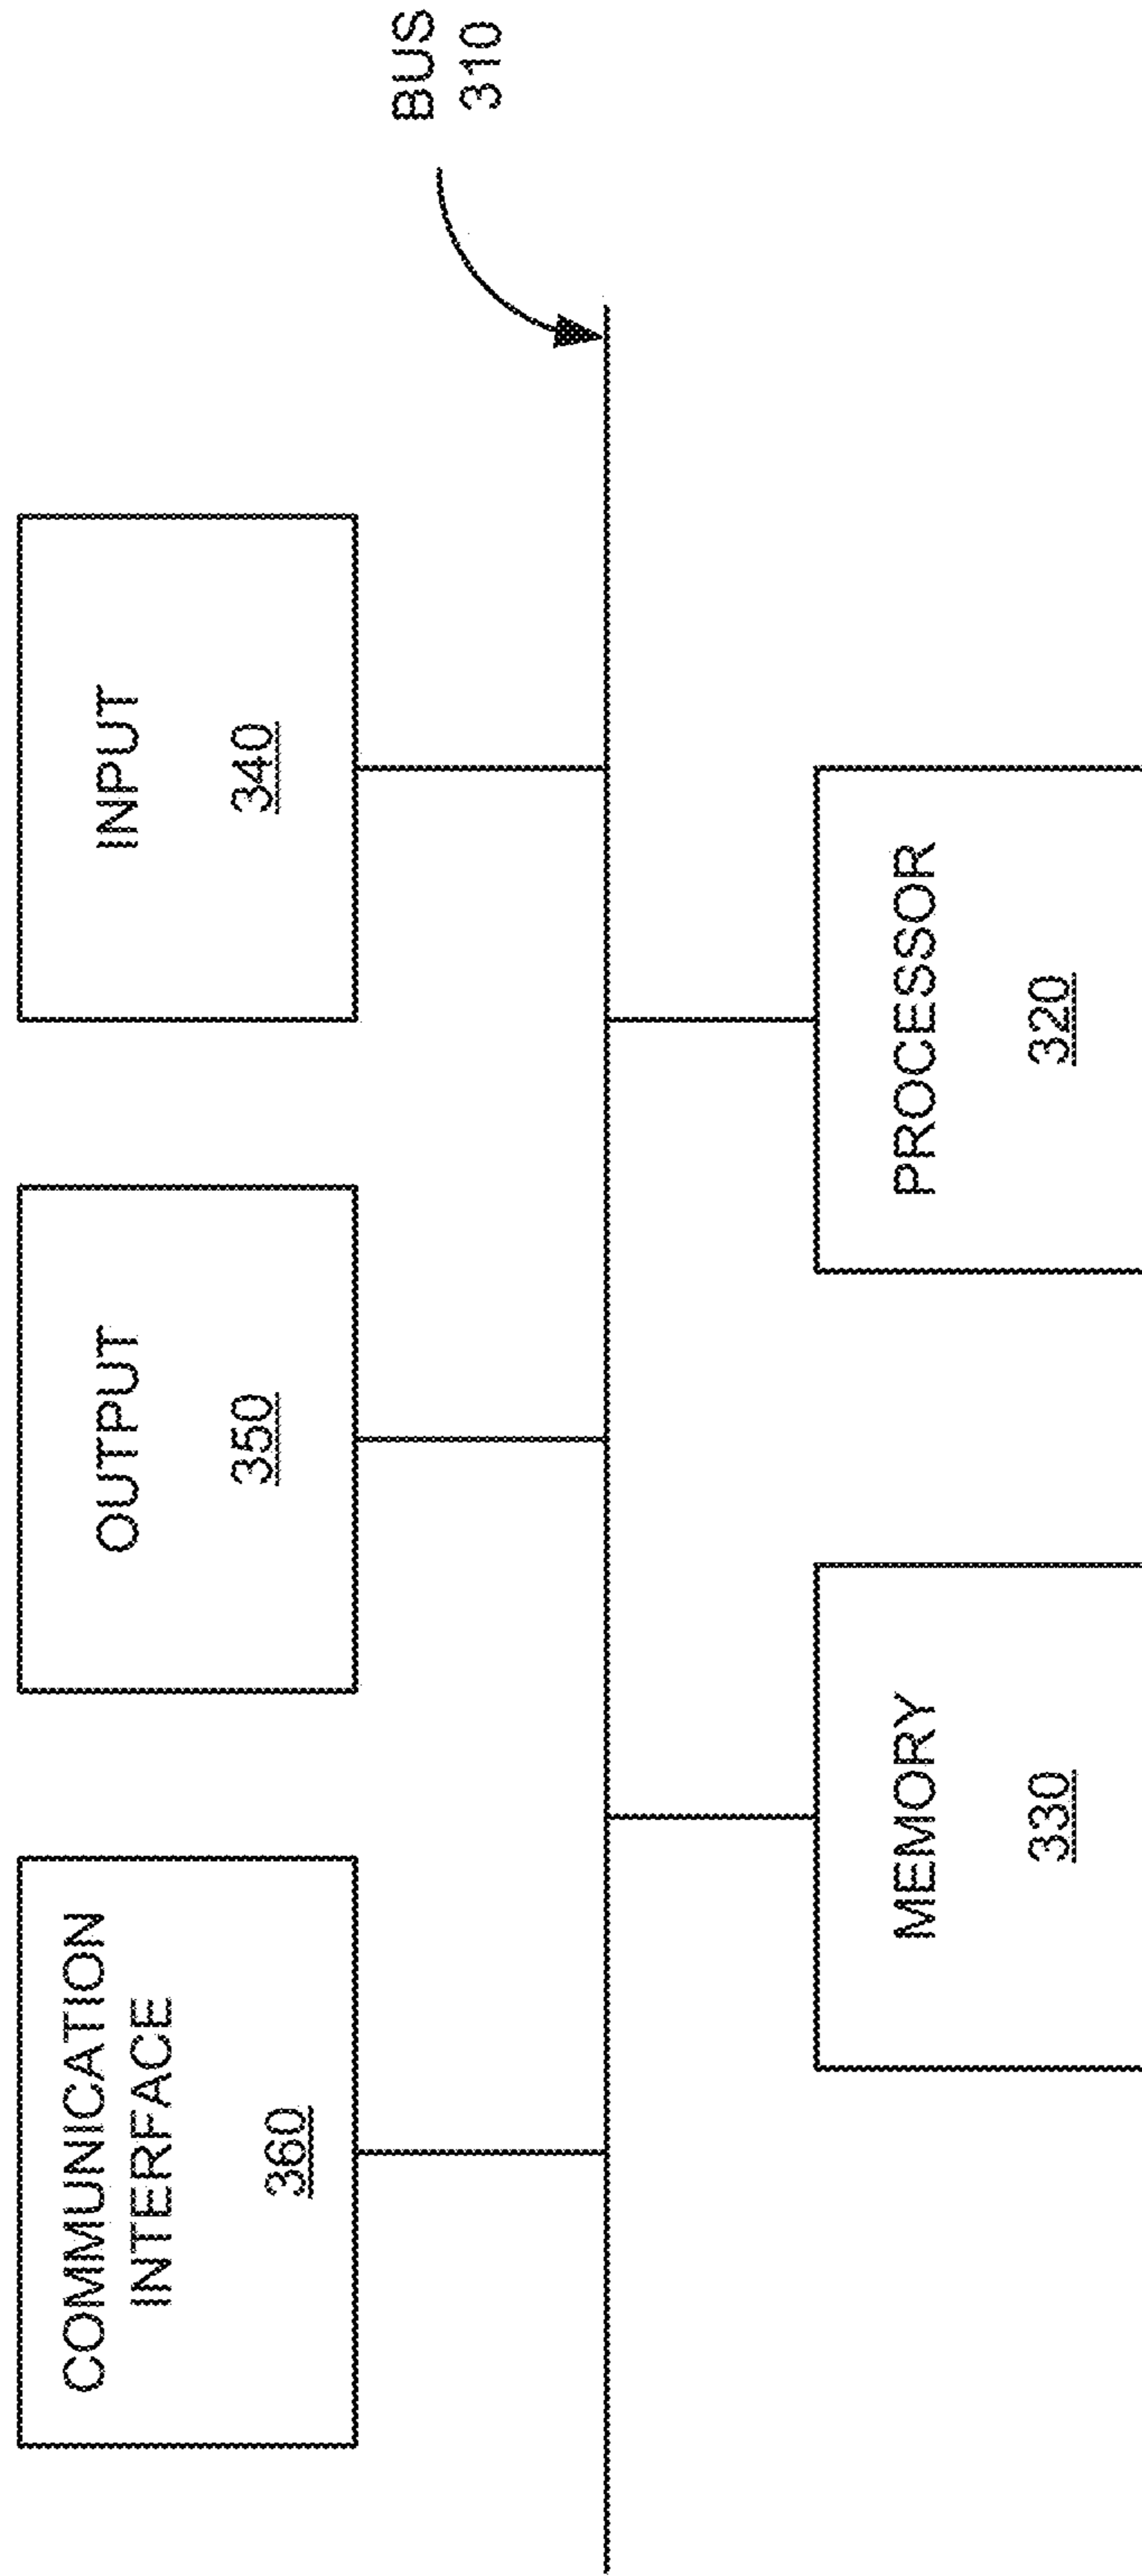 COMMUNICATION
INTERFACE
360
OUTPUT
350
INPUT
340
BUS
310
MEMORY
330
PROCESSOR
320